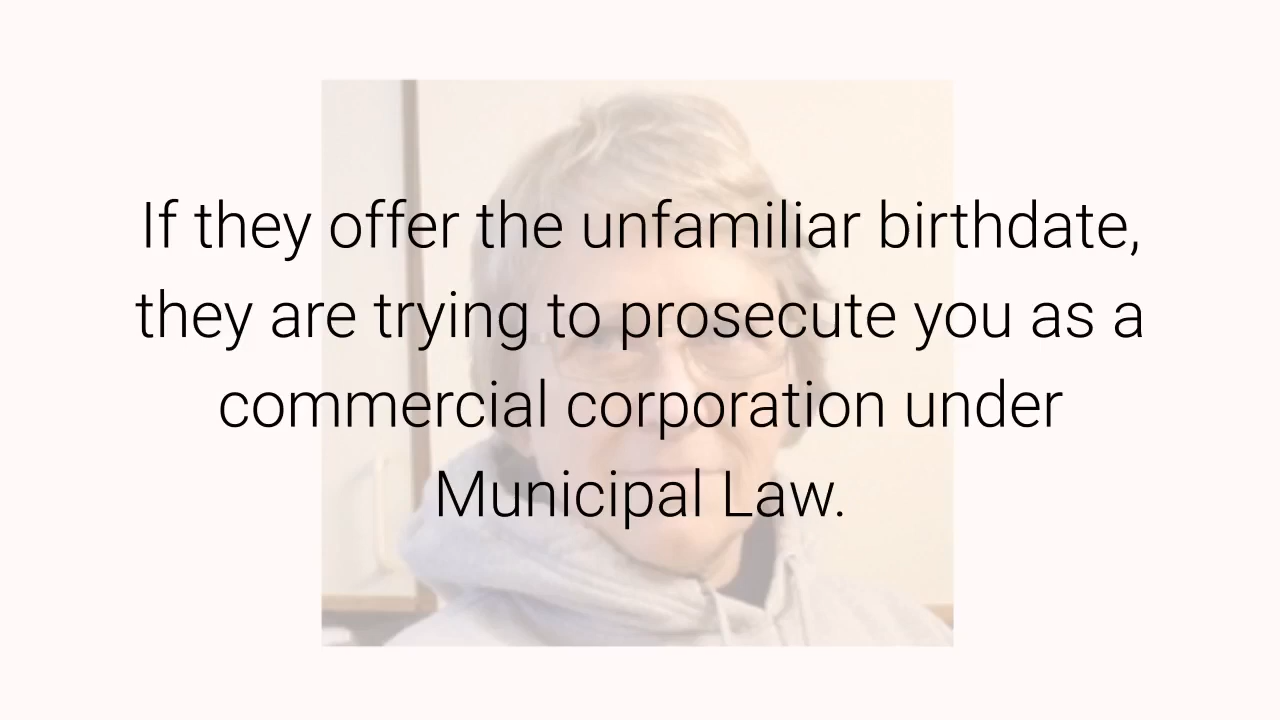 If they offer the unfamiliar birthdate,
they are trying to prosecute you as a
commercial corporation under
Municipal Law.